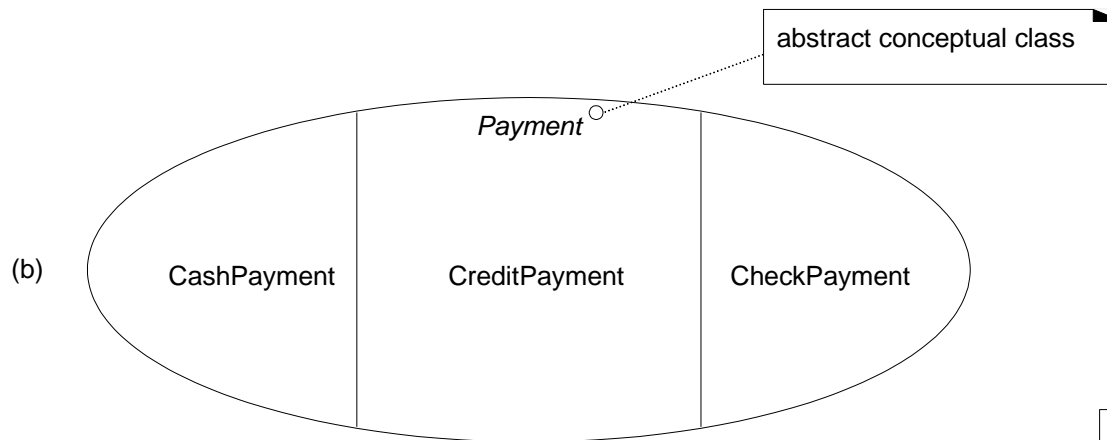 abstract conceptual class
Payment
(b)
CashPayment
CreditPayment
CheckPayment